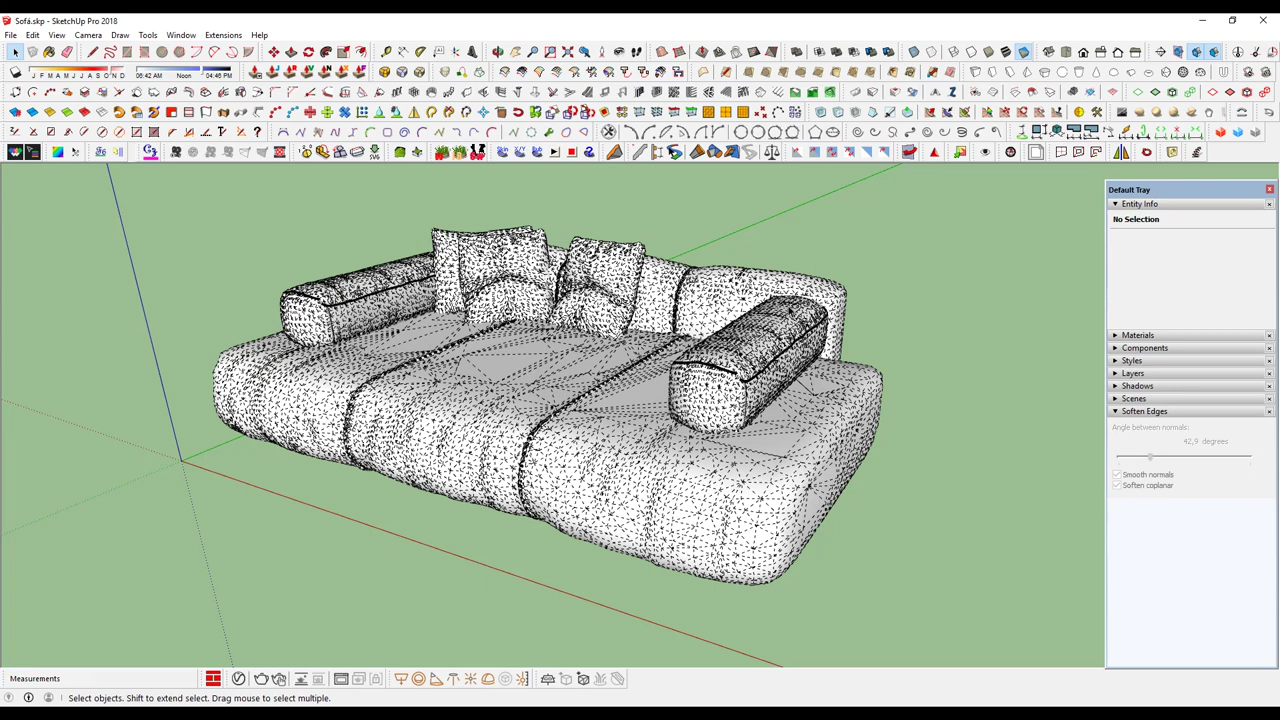 Sofá.skp - SketchUp Pro 2018
File Edit View Camera Draw Tools Window Extensions Help
J F M A M J J A S O N D 06:42 AM Noon 04:46 PM
Default Tray
Entity Info
No Selection
Materials
Components
Styles
Layers
Shadows
Scenes
Soften Edges
Angle between normals:
42,9 degrees
Smooth normals
Soften coplanar
Measurements
Select objects. Shift to extend select. Drag mouse to select multiple.